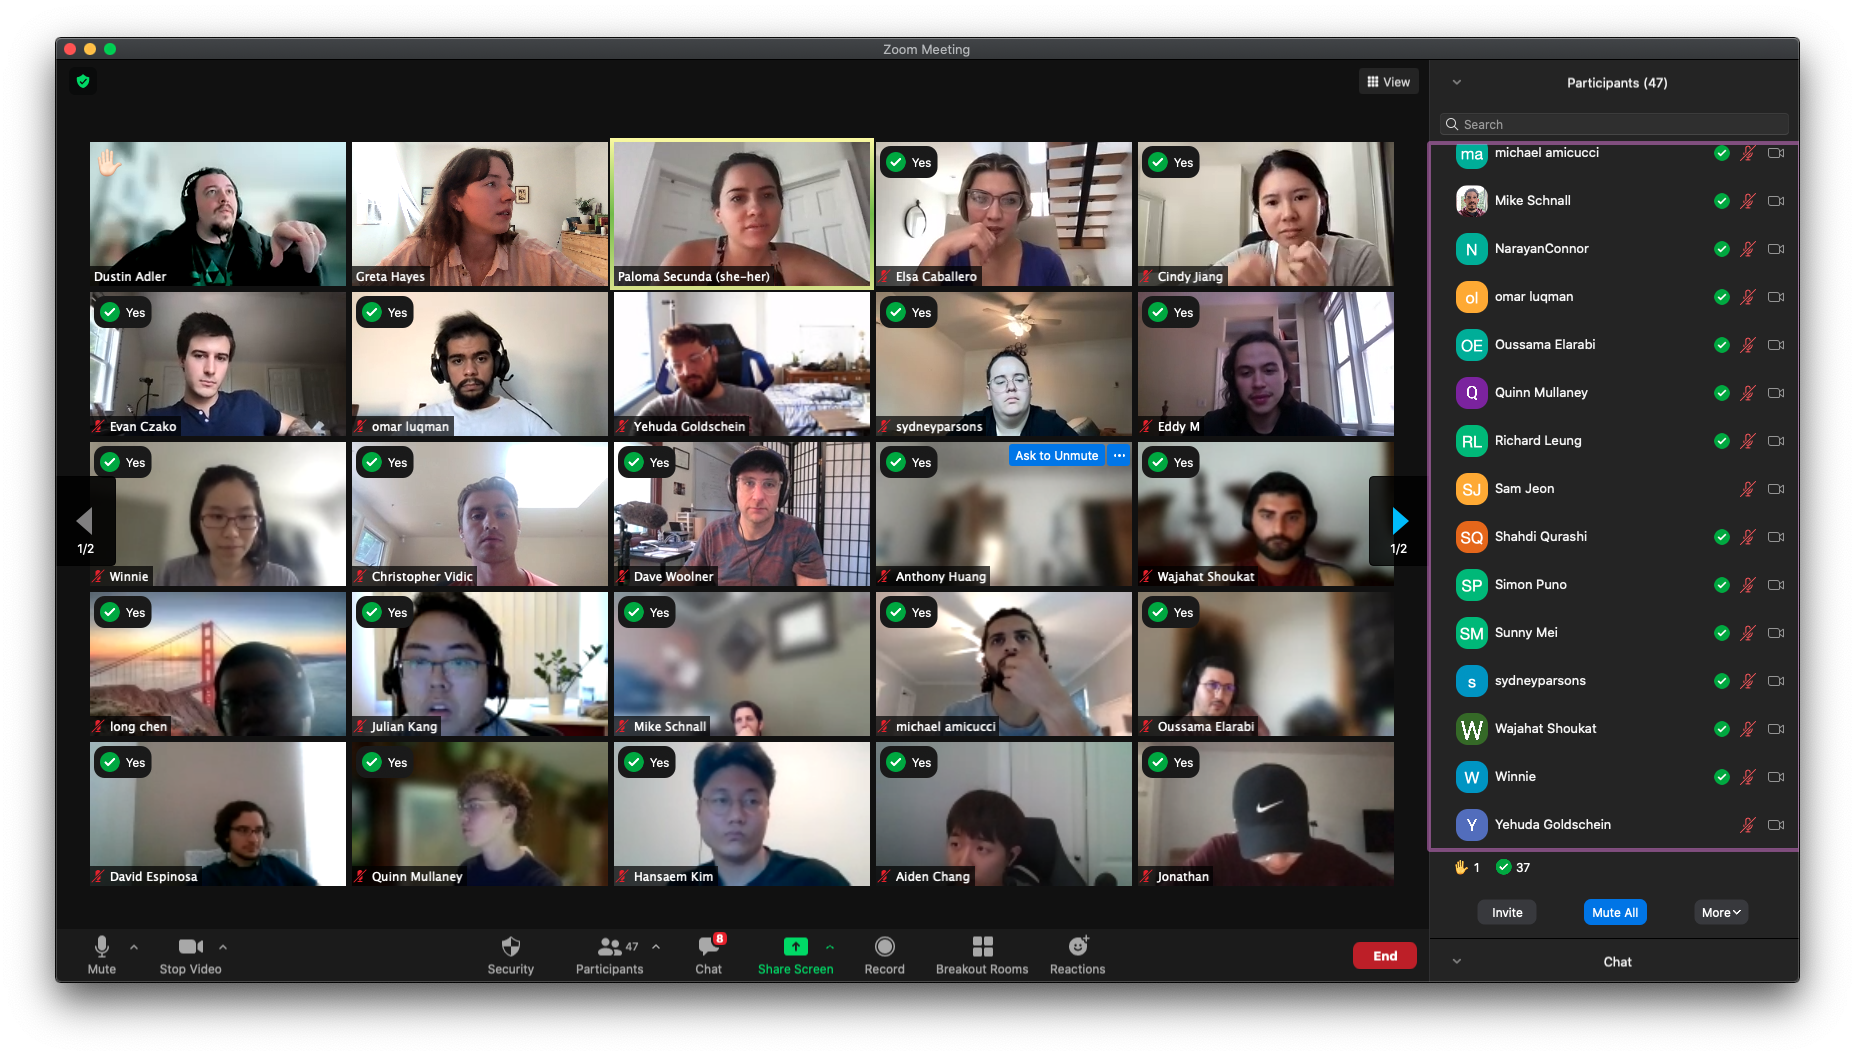 Zoom Meeting
View
Participants (47)
Search
Dustin Adler
Greta Hayes
Paloma Secunda (she-her)
Yes
Elsa Caballero
Yes
Cindy Jiang
Yes
Evan Czako
Yes
omar luqman
Yehuda Goldschein
Yes
sydneyparsons
Yes
Eddy M
Yes
Winnie
Yes
Christopher Vidic
Yes
Dave Woolner
Yes
Ask to Unmute
Anthony Huang
Yes
Wajahat Shoukat
1/2
1/2
Yes
long chen
Yes
Julian Kang
Yes
Mike Schnall
Yes
michael amicucci
Yes
Oussama Elarabi
Yes
David Espinosa
Yes
Quinn Mullaney
Yes
Hansaem Kim
Yes
Aiden Chang
Yes
Jonathan
ma michael amicucci
Mike Schnall
N NarayanConnor
ol omar luqman
OE Oussama Elarabi
Q Quinn Mullaney
RL Richard Leung
SJ Sam Jeon
SQ Shahdi Qurashi
SP Simon Puno
SM Sunny Mei
s sydneyparsons
W Wajahat Shoukat
W Winnie
Y Yehuda Goldschein
1 37
Invite Mute All More
Chat
Mute
Stop Video
Security
47
Participants
8
Chat
Share Screen
Record
Breakout Rooms
Reactions
End